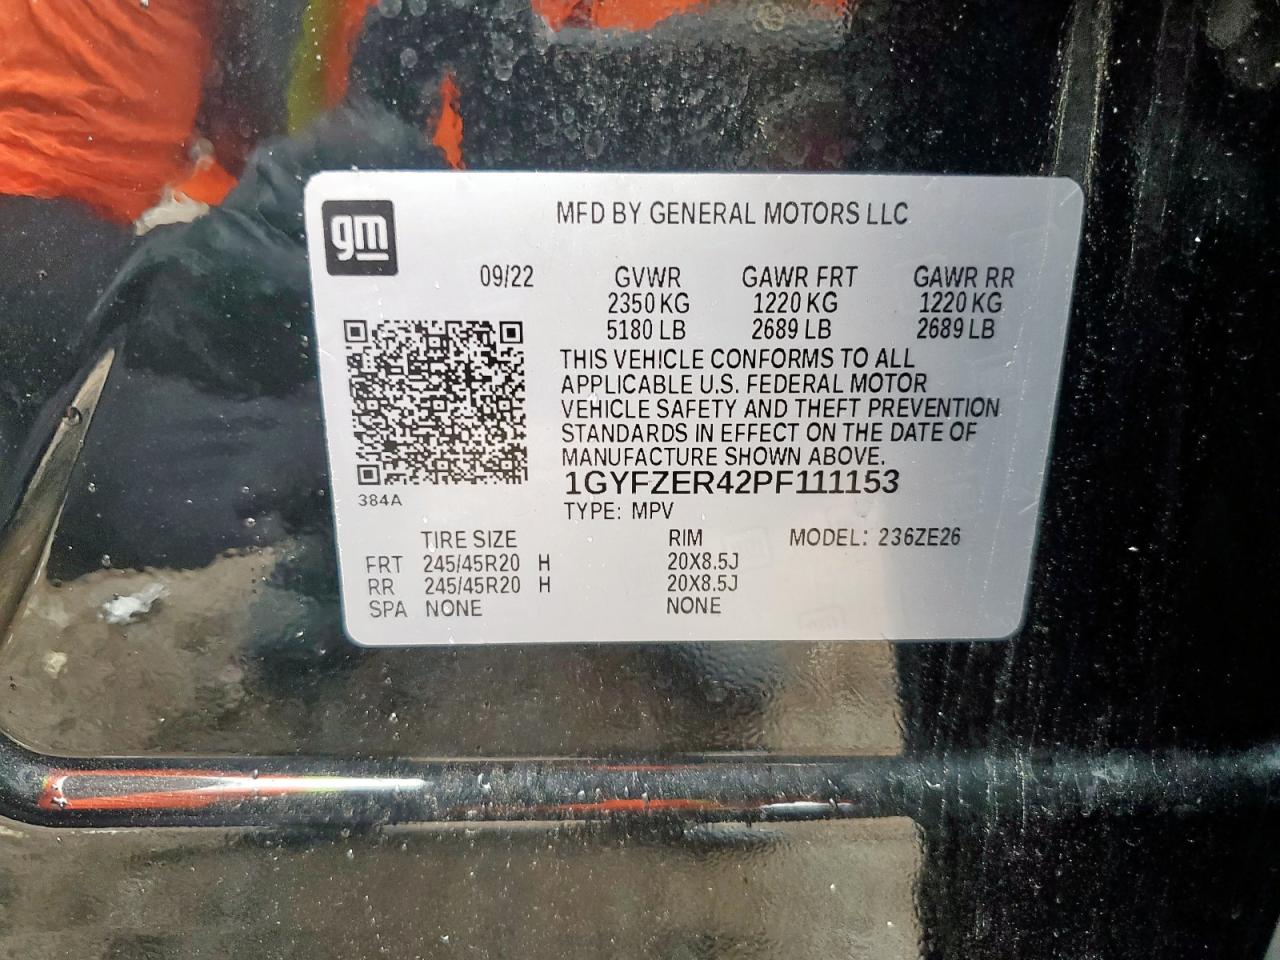 gm
MFD BY GENERAL MOTORS LLC
09/22 GVWR GAWR FRT GAWR RR
2350 KG 1220 KG 1220 KG
5180 LB 2689 LB 2689 LB
THIS VEHICLE CONFORMS TO ALL
APPLICABLE U.S. FEDERAL MOTOR
VEHICLE SAFETY AND THEFT PREVENTION
STANDARDS IN EFFECT ON THE DATE OF
MANUFACTURE SHOWN ABOVE.
384A
1GYFZER42PF111153
TYPE: MPV
TIRE SIZE RIM MODEL: 236ZE26
FRT 245/45R20 H 20X8.5J
RR 245/45R20 H 20X8.5J
SPA NONE NONE